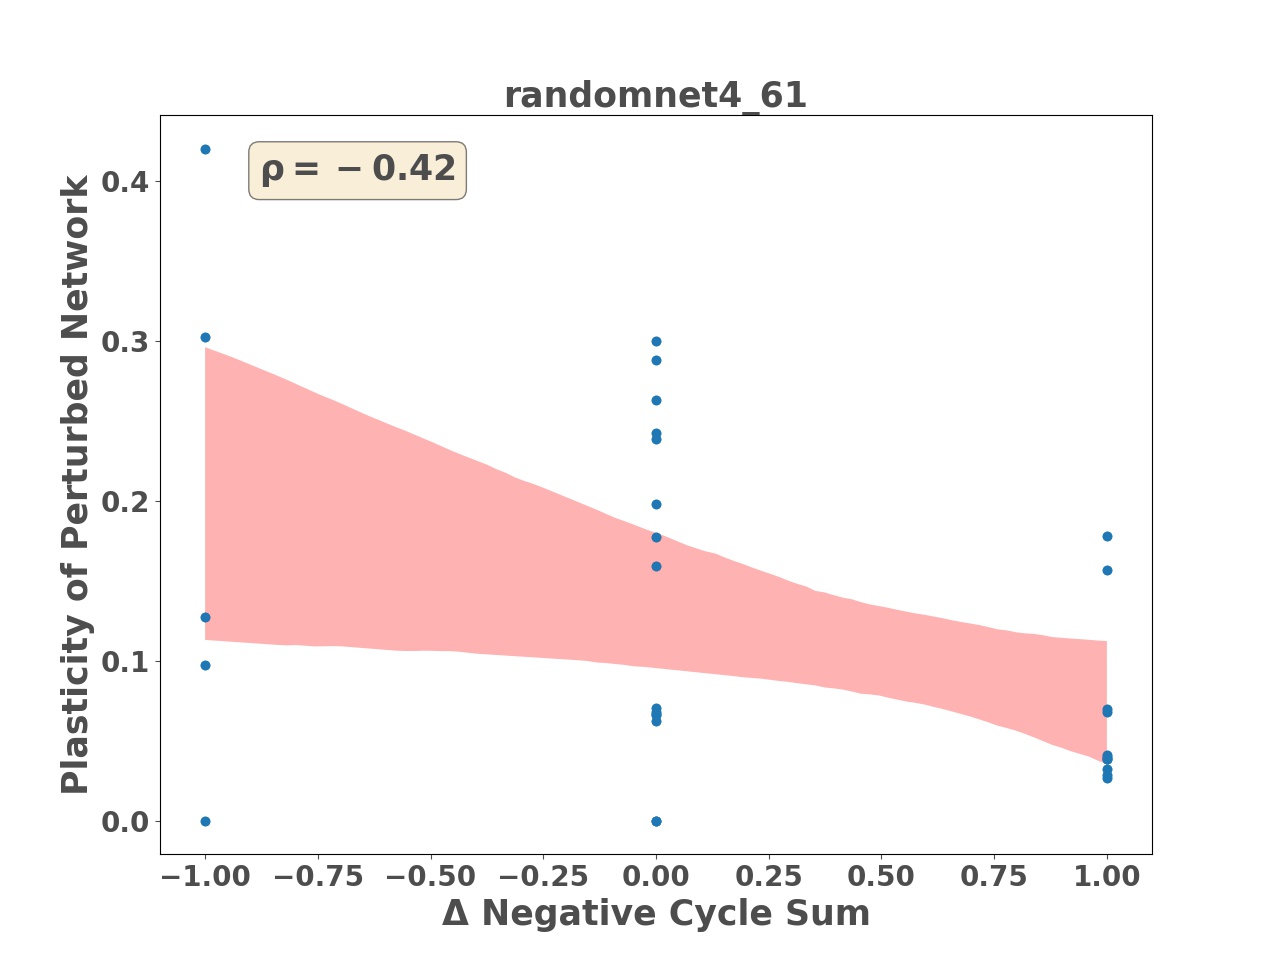 randomnet4_61
ρ = − 0.42
Plasticity of Perturbed Network
0.4
0.3
0.2
0.1
0.0
−1.00 −0.75 −0.50 −0.25 0.00 0.25 0.50 0.75 1.00
Δ Negative Cycle Sum